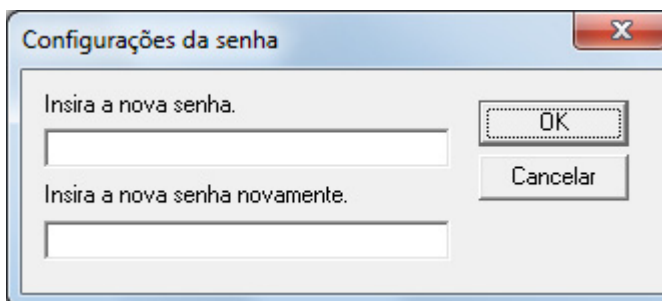 Configurações da senha
Insira a nova senha.
OK
Cancelar
Insira a nova senha novamente.